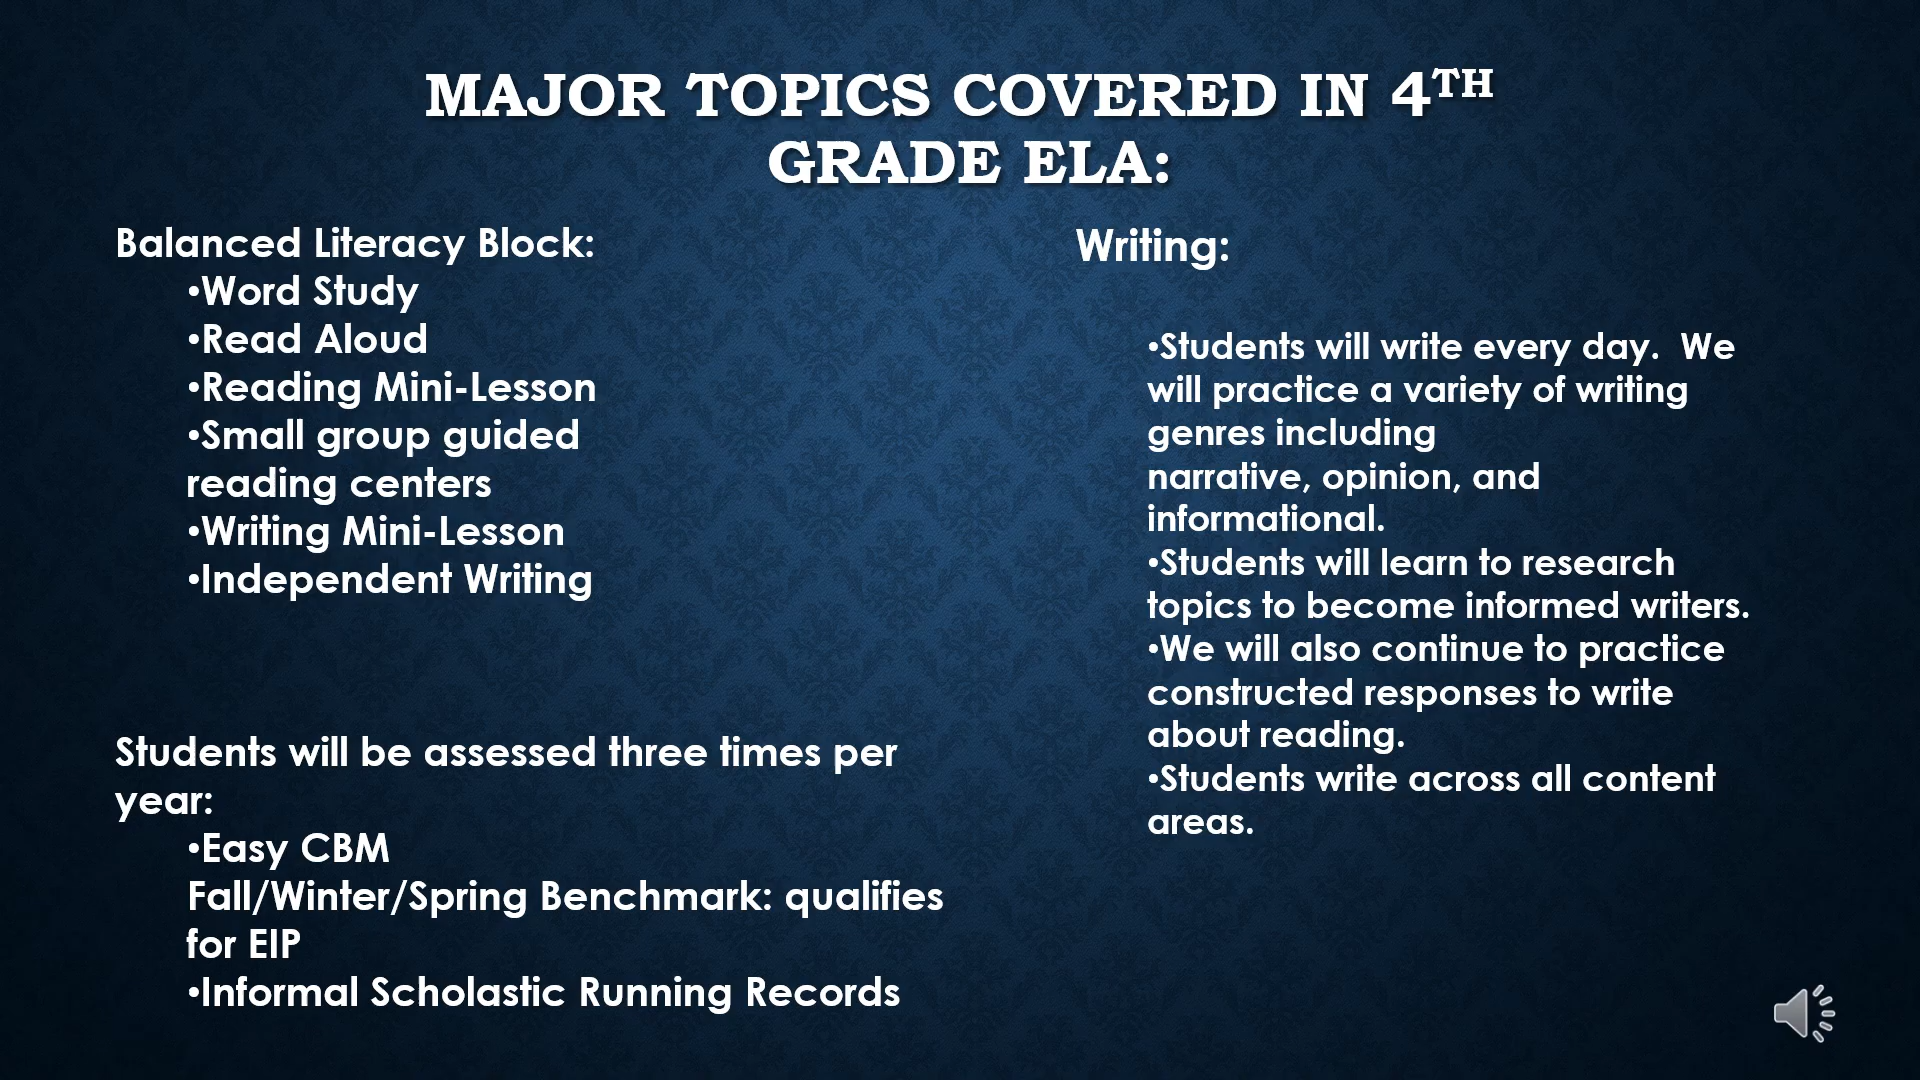 MAJOR TOPICS COVERED IN 4TH
GRADE ELA:
Balanced Literacy Block:
•Word Study
•Read Aloud
•Reading Mini-Lesson
•Small group guided
reading centers
•Writing Mini-Lesson
•Independent Writing
Students will be assessed three times per
year:
•Easy CBM
Fall/Winter/Spring Benchmark: qualifies
for EIP
•Informal Scholastic Running Records
Writing:
•Students will write every day.  We
will practice a variety of writing
genres including
narrative, opinion, and
informational.
•Students will learn to research
topics to become informed writers.
•We will also continue to practice
constructed responses to write
about reading.
•Students write across all content
areas.